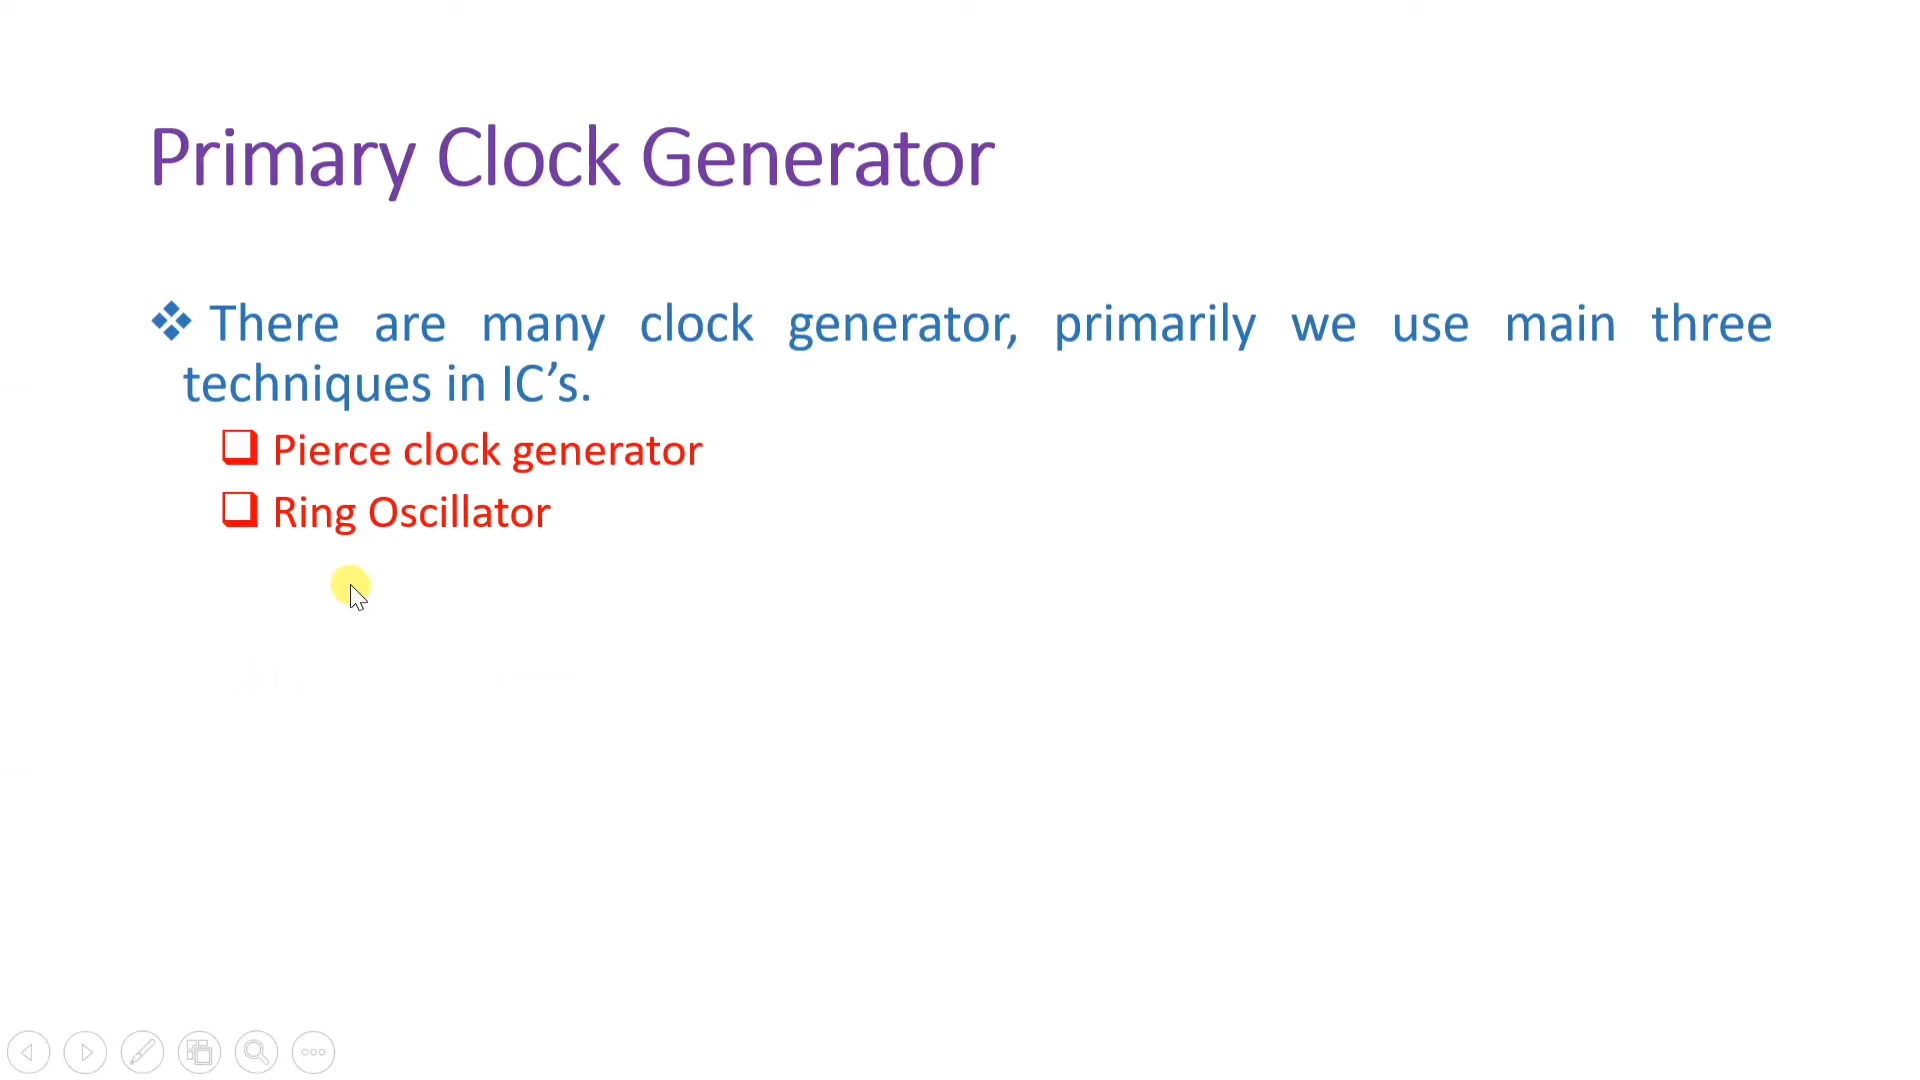 Primary Clock Generator
There are many clock generator, primarily we use main three
techniques in IC’s.
Pierce clock generator
Ring Oscillator